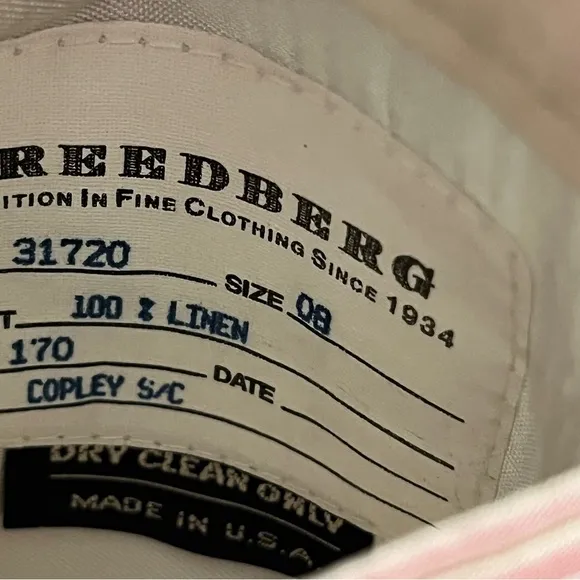 REEDBERG
ITION IN FINE CLOTHING SINCE 1934
31720 SIZE 08
T. 100 % LINEN
170 DATE
COPLEY S/C
DRY CLEAN ONLY
MADE IN U.S.A.